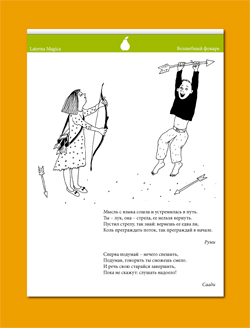 Laterna Magica
Волшебный фонарь
Мысль с языка сошла и устремилась в путь.
Ты – лук, она – стрела, ее нельзя вернуть.
Пустил стрелу, так знай: вернешь ее едва ли,
Коль преграждать поток, так преграждай в начале.
Руми
Сперва подумай – нечего спешить,
Подумав, говорить ты сможешь смело.
И речь свою старайся завершить,
Пока не скажут: слушать надоело!
Саади